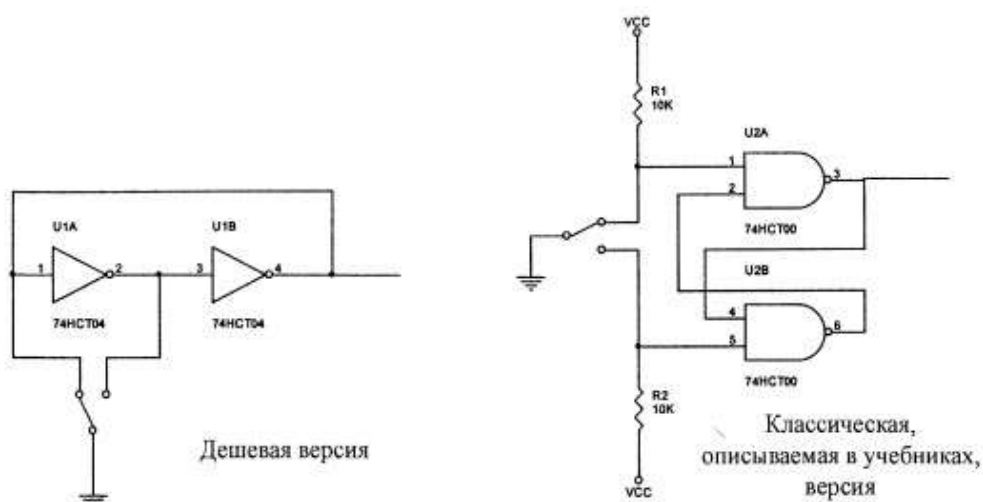 VCC
R1
10K
U2A
1
3
2
74HCT00
U2B
4
6
5
74HCT00
R2
10K
VCC
Классическая,
описываемая в учебниках,
версия
U1A
U1B
1
2
3
4
74HCT04
74HCT04
Дешевая версия